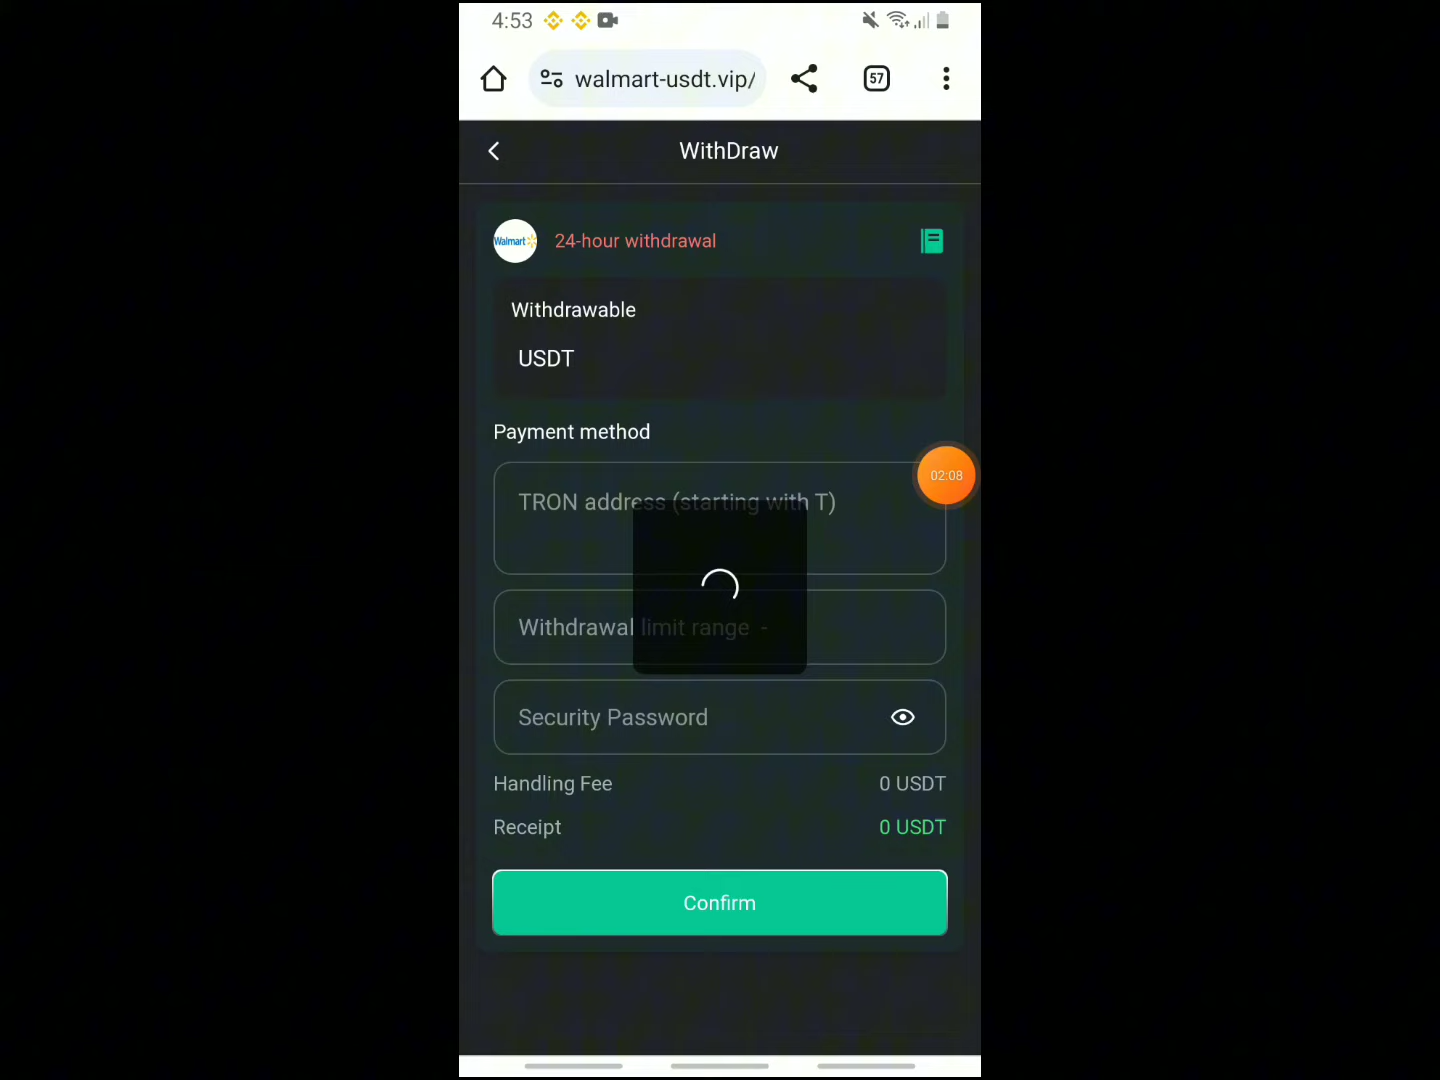 4:53
walmart-usdt.vip/
57
WithDraw
Walmart
24-hour withdrawal
Withdrawable
USDT
Payment method
02:08
TRON address (starting with T)
Withdrawal limit range -
Security Password
Handling Fee 0 USDT
Receipt 0 USDT
Confirm